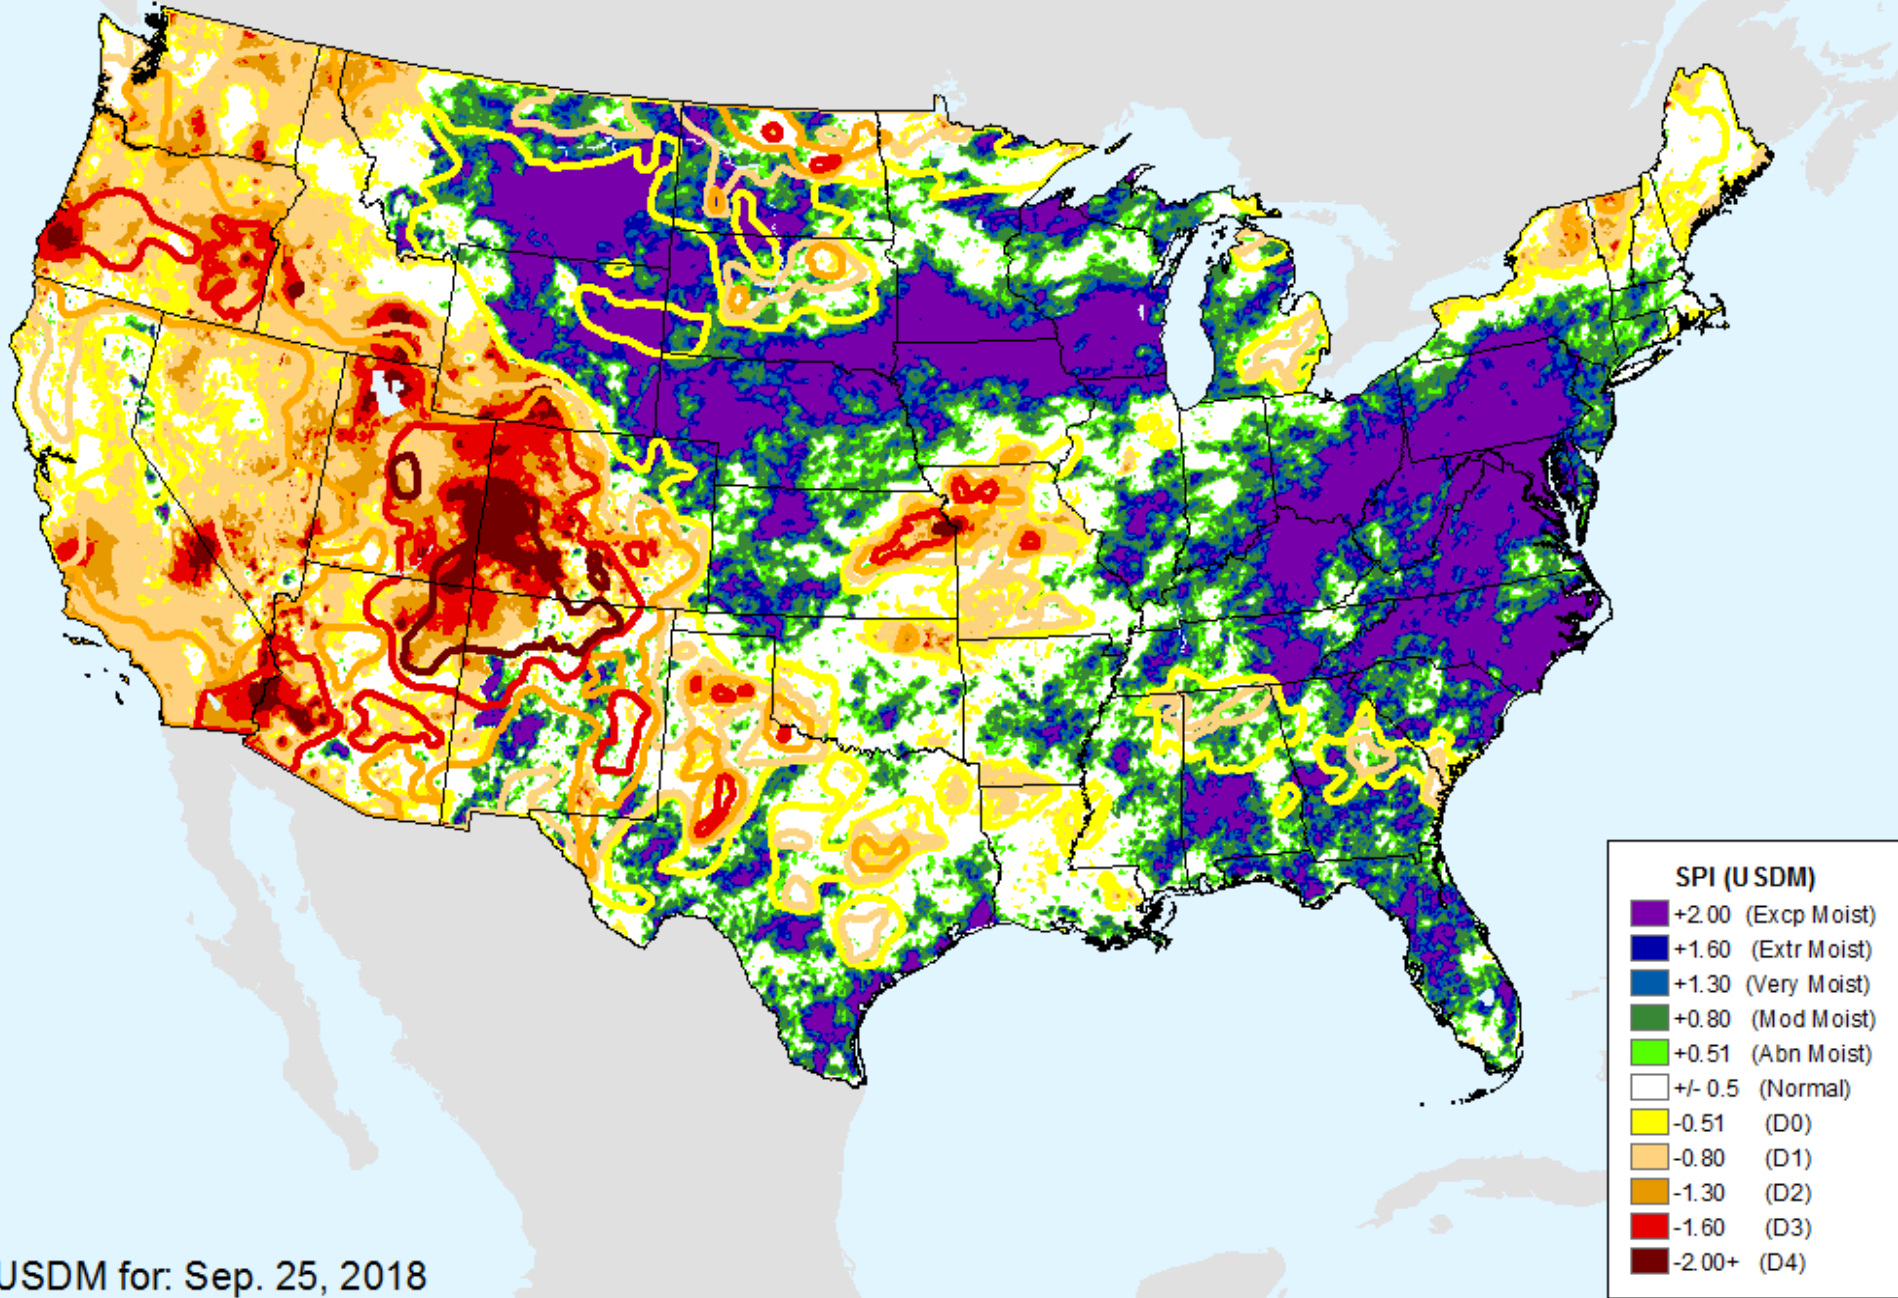 SPI (USDM)
+2.00 (Excp Moist)
+1.60 (Extr Moist)
+1.30 (Very Moist)
+0.80 (Mod Moist)
+0.51 (Abn Moist)
+/- 0.5 (Normal)
-0.51 (D0)
-0.80 (D1)
-1.30 (D2)
-1.60 (D3)
-2.00+ (D4)
USDM for: Sep. 25, 2018